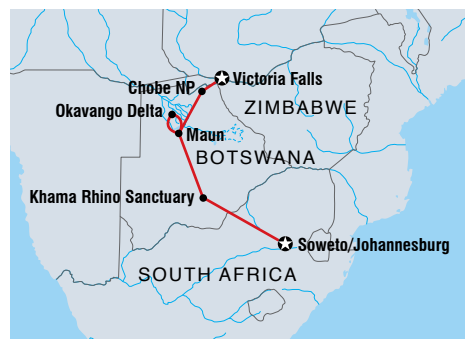 Victoria Falls
Chobe NP
Okavango Delta
ZIMBABWE
Maun
BOTSWANA
Khama Rhino Sanctuary
Soweto/Johannesburg
SOUTH AFRICA